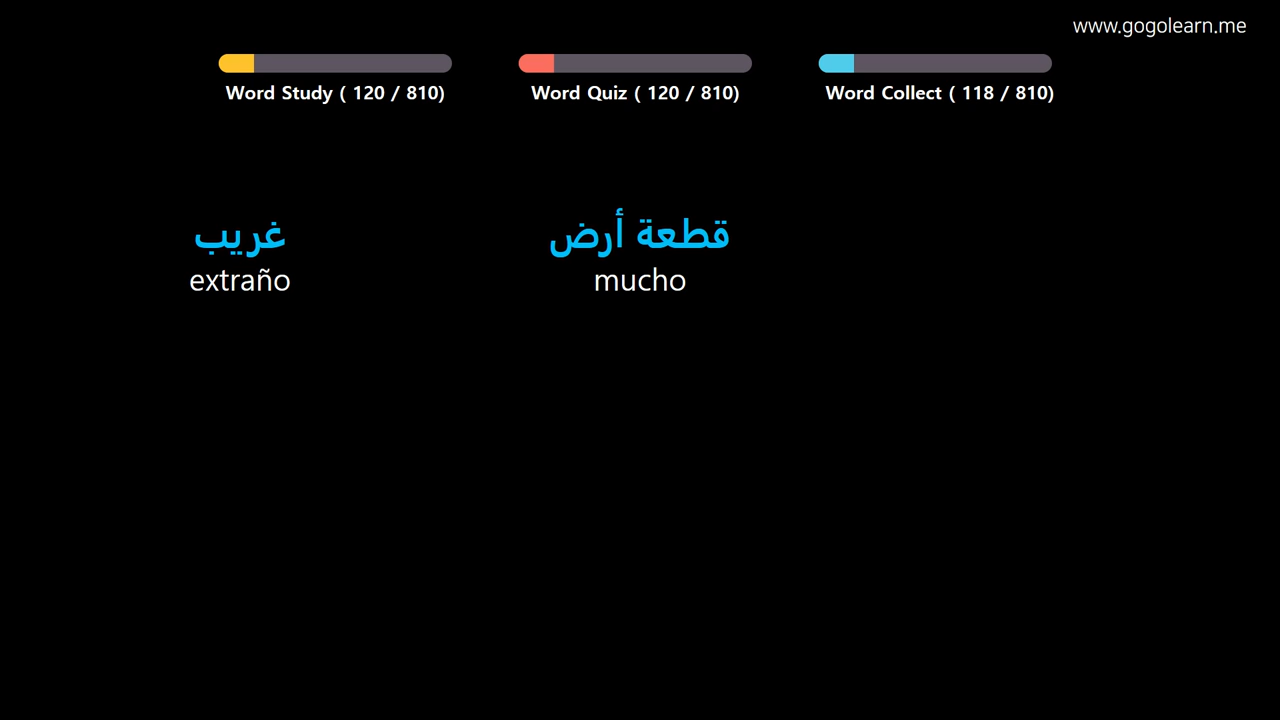 www.gogolearn.me
Word Study ( 120 / 810)
Word Quiz ( 120 / 810)
Word Collect ( 118 / 810)
غريب
extraño
قطعة أرض
mucho